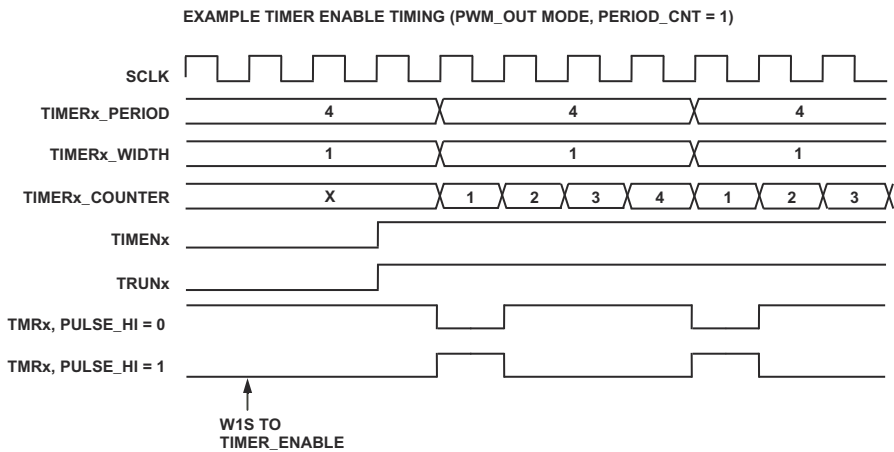 EXAMPLE TIMER ENABLE TIMING (PWM_OUT MODE, PERIOD_CNT = 1)
SCLK
TIMERx_PERIOD 4 4 4
TIMERx_WIDTH 1 1 1
TIMERx_COUNTER X 1 2 3 4 1 2 3
TIMENx
TRUNx
TMRx, PULSE_HI = 0
TMRx, PULSE_HI = 1
W1S TO
TIMER_ENABLE